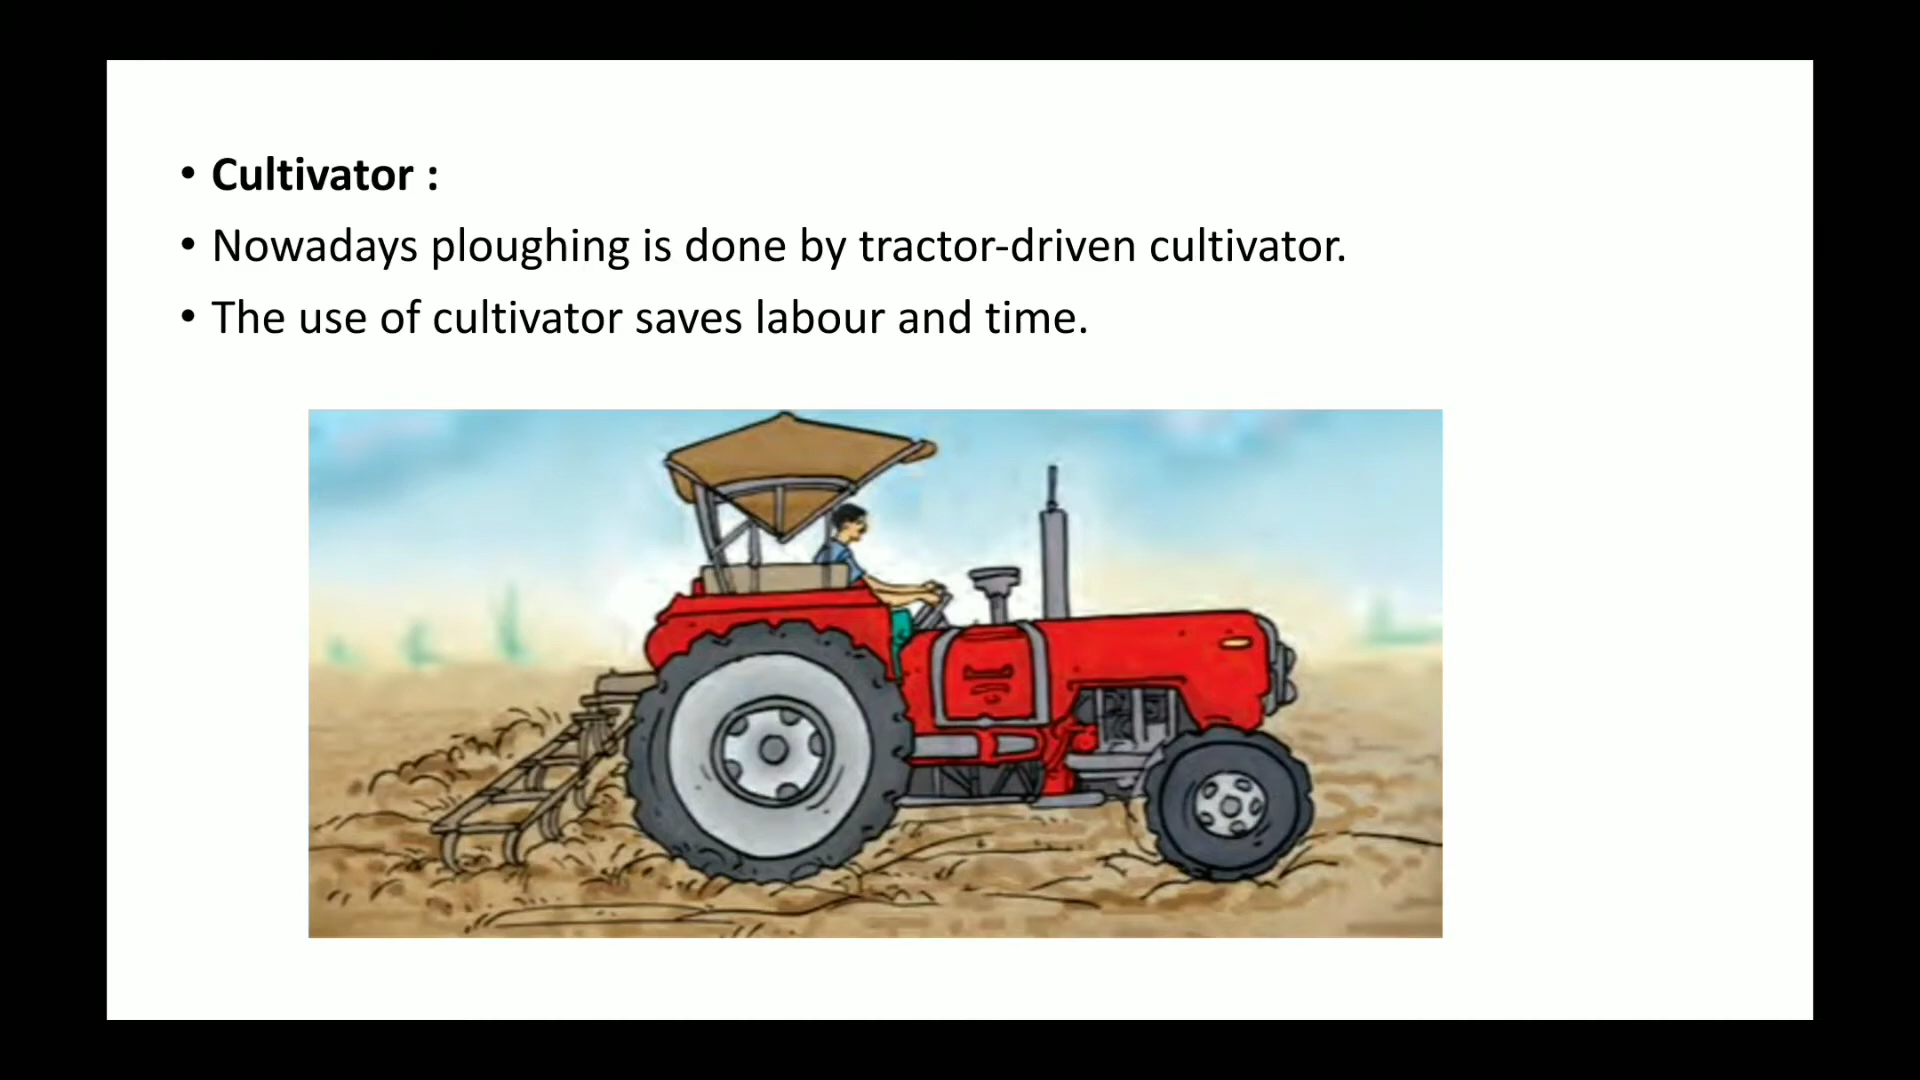 • Cultivator :
• Nowadays ploughing is done by tractor-driven cultivator.
• The use of cultivator saves labour and time.